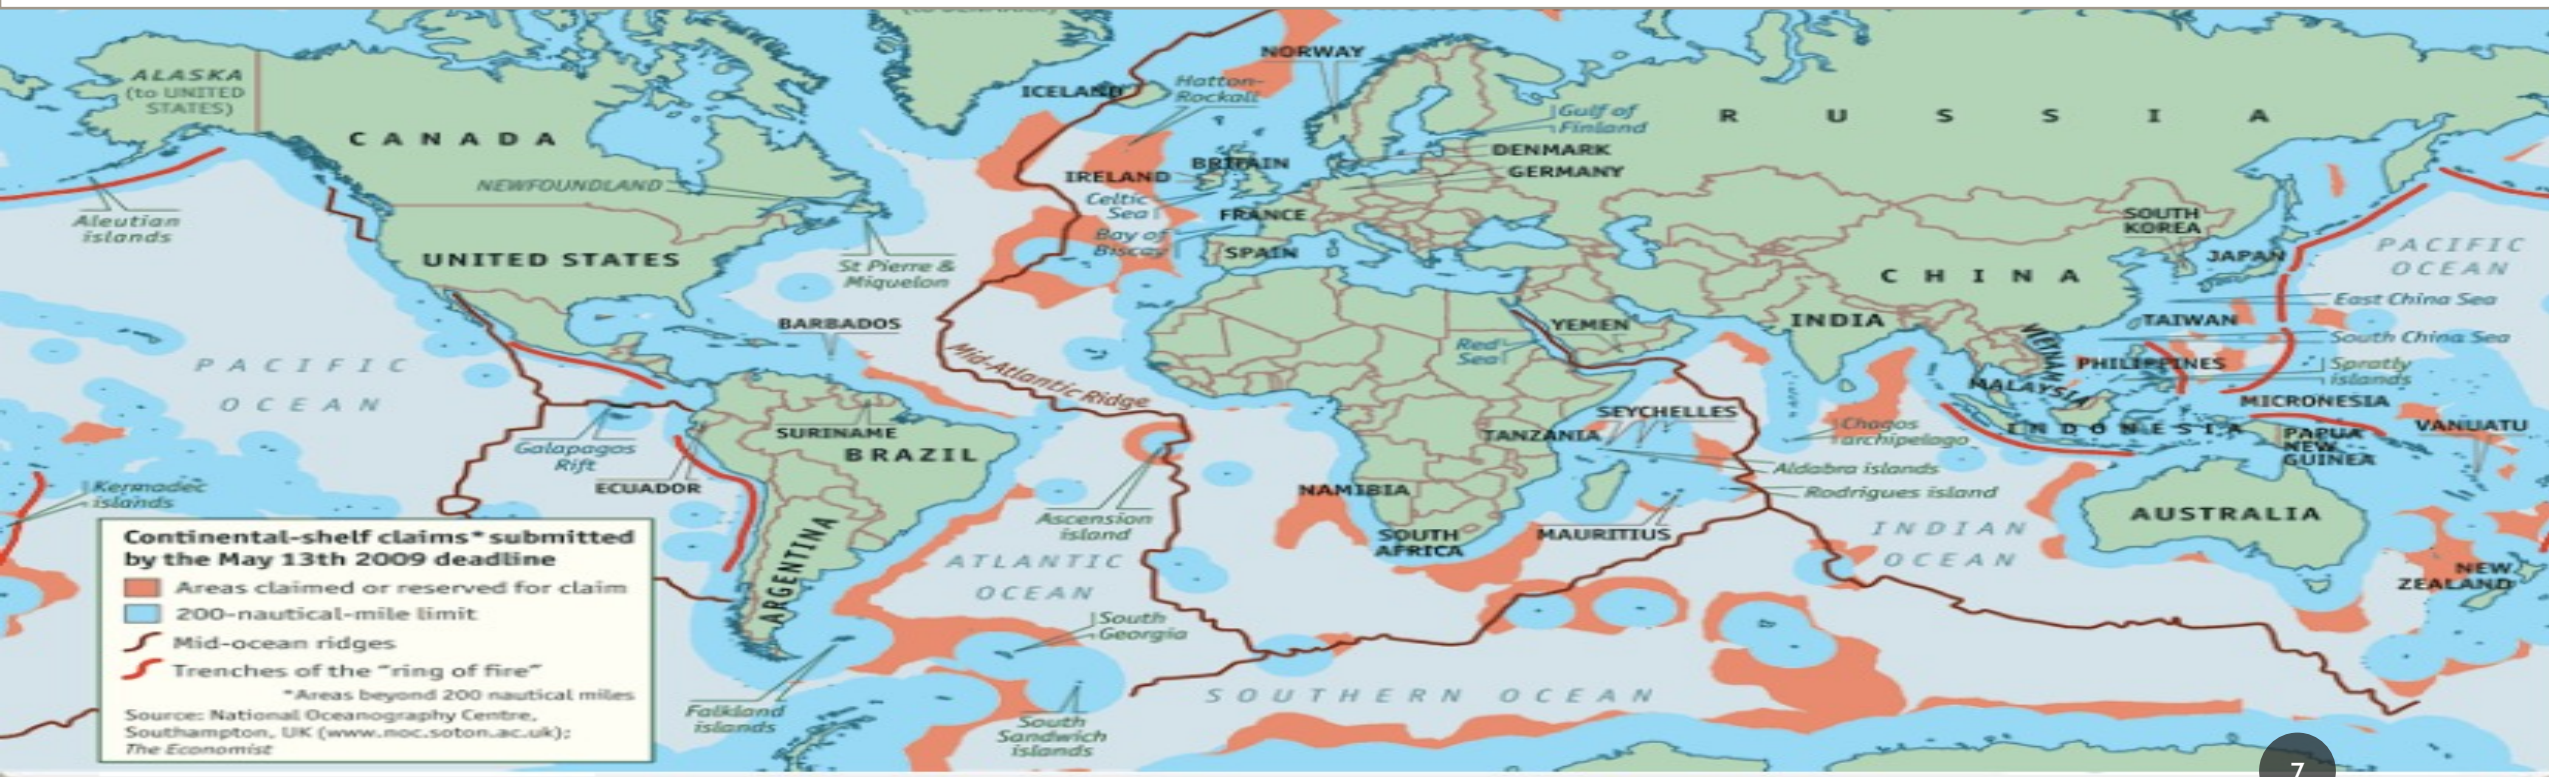 NORWAY
ALASKA
(to UNITED
STATES)
ICELAND
Hatton-
Rockall
Gulf of
Finland
R U S S I A
CANADA
BRITAIN
DENMARK
GERMANY
IRELAND
NEWFOUNDLAND
Celtic
Sea
FRANCE
Aleutian
islands
Bay of
Biscay
SPAIN
SOUTH
KOREA
JAPAN
PACIFIC
OCEAN
UNITED STATES
St Pierre &
Miquelon
CHINA
East China Sea
BARBADOS
YEMEN
INDIA
TAIWAN
South China Sea
Red
Sea
VIETNAM
PHILIPPINES
Spratly
islands
PACIFIC
OCEAN
Mid-Atlantic Ridge
MALAYSIA
MICRONESIA
SEYCHELLES
Chagos
archipelago
INDONESIA
VANUATU
PAPUA
NEW
GUINEA
SURINAME
BRAZIL
TANZANIA
Galapagos
Rift
Aldabra islands
ECUADOR
Kermadec
islands
NAMIBIA
Rodrigues island
Ascension
island
SOUTH
AFRICA
MAURITIUS
INDIAN
OCEAN
AUSTRALIA
ARGENTINA
ATLANTIC
OCEAN
NEW
ZEALAND
South
Georgia
Continental-shelf claims* submitted
by the May 13th 2009 deadline
Areas claimed or reserved for claim
200-nautical-mile limit
Mid-ocean ridges
Trenches of the "ring of fire"
*Areas beyond 200 nautical miles
Source: National Oceanography Centre,
Southampton, UK (www.noc.soton.ac.uk);
The Economist
Falkland
islands
South
Sandwich
islands
SOUTHERN OCEAN
7